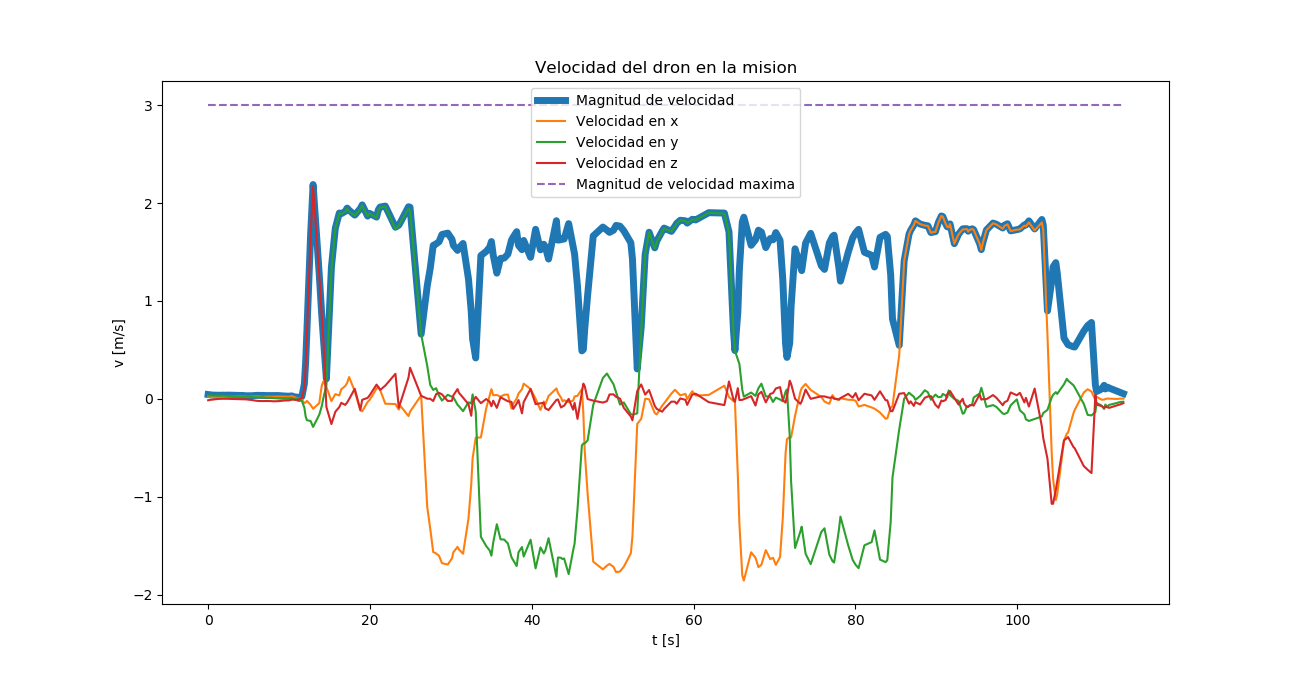 Velocidad del dron en la mision
Magnitud de velocidad
Velocidad en x
Velocidad en y
Velocidad en z
Magnitud de velocidad maxima
v [m/s]
3
2
1
0
−1
−2
0 20 40 60 80 100
t [s]